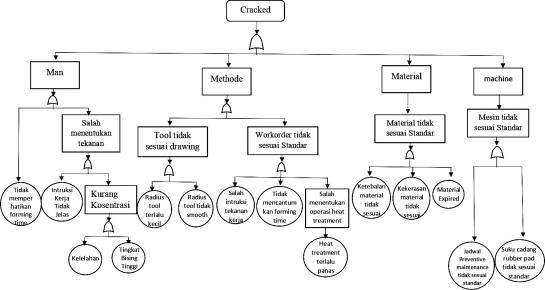 Cracked
Man
Methode
Material
machine
Salah
menentukan
tekanan
Tool tidak
sesuai drawing
Workorder tidak
sesuai Standar
Material tidak
sesuai Standar
Mesin tidak
sesuai Standar
Tidak
memper
hatikan
forming
time
Intruksi
Kerja
Tidak
Jelas
Kurang
Kosentrasi
Radius
tool
terlalu
kecil
Radius
tool tidak
smooth
Salah
intruksi
tekanan
kerja
Tidak
mencantum
kan forming
time
Salah
menentukan
operasi heat
treatment
Ketebalan
material
tidak
sesuai
Kekerasan
material
tidak
sesuai
Material
Expired
Kelelahan
Tingkat
Bising
Tinggi
Heat
treatment
terlalu
panas
Jadwal
Preventive
maintenance
tidak sesuai
standar
Suku cadang
rubber pad
tidak sesuai
standar